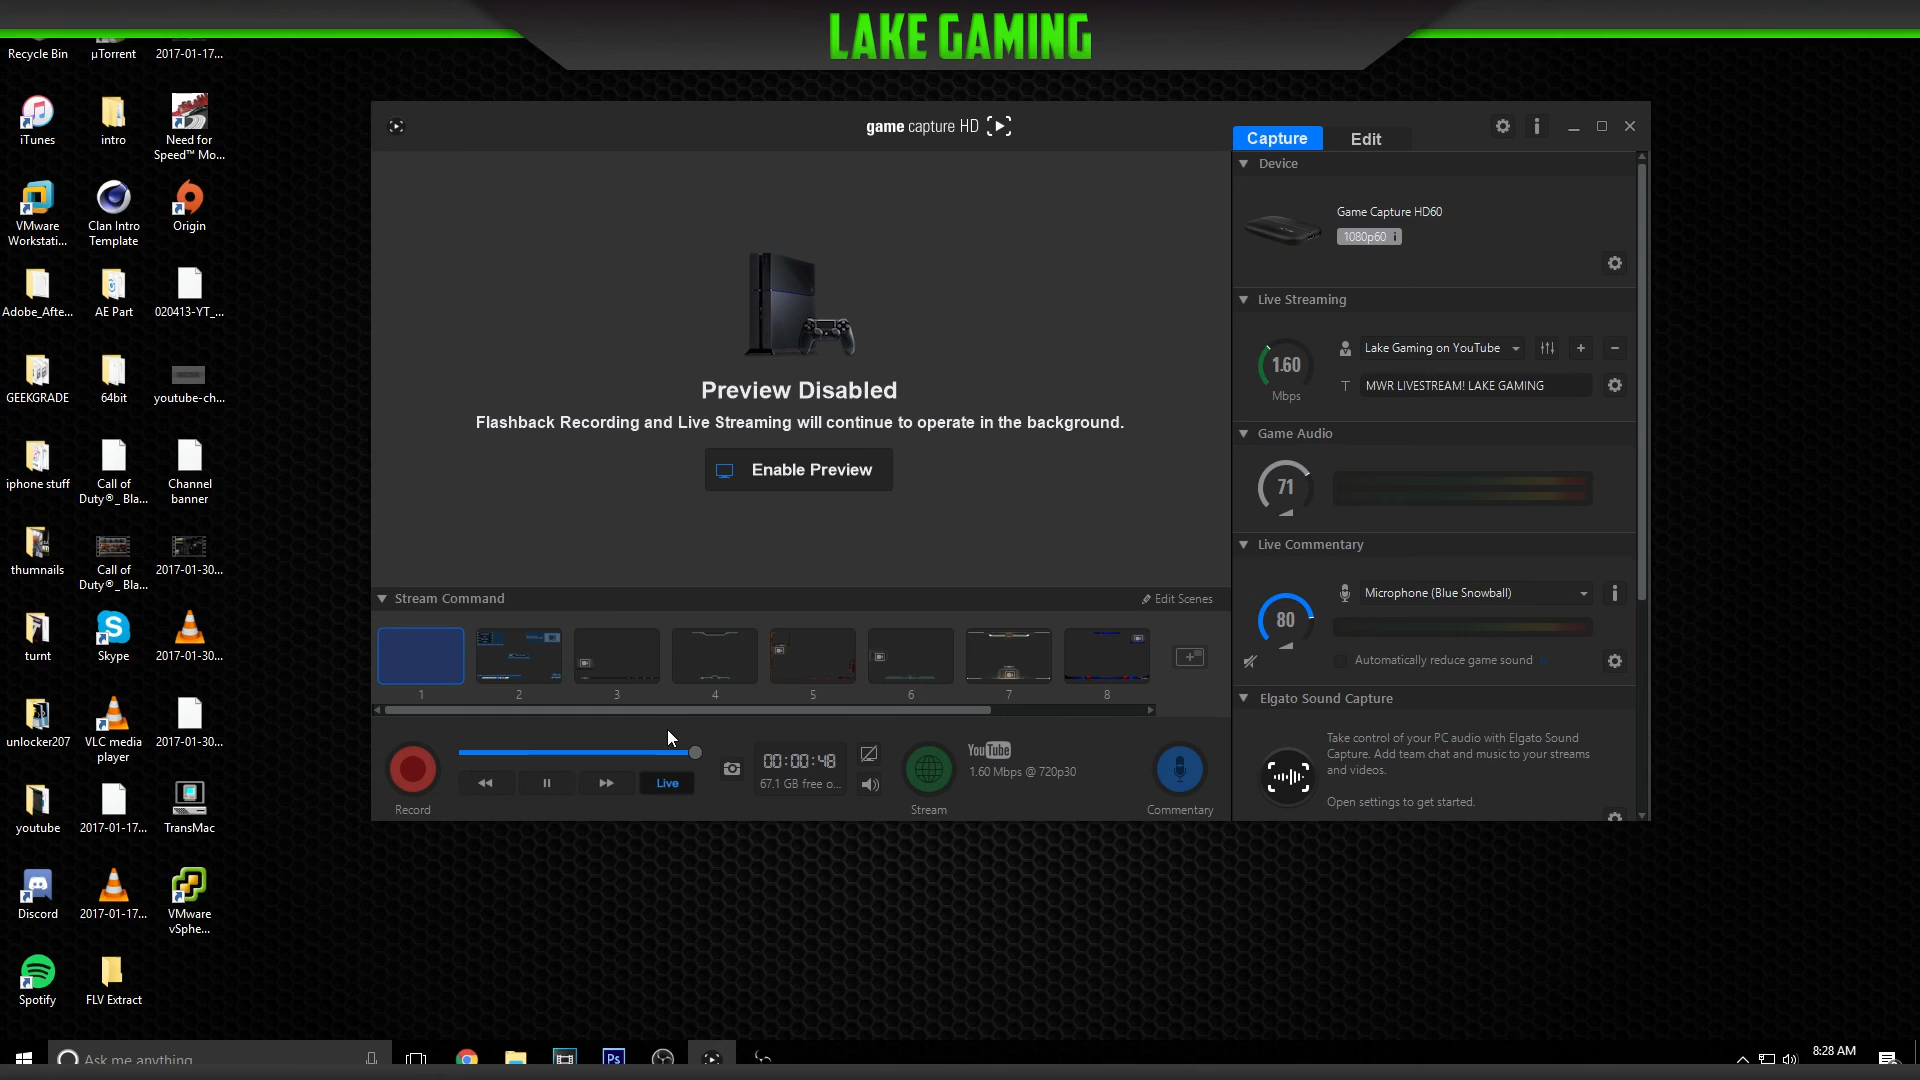 LAKE GAMING
Recycle Bin
µTorrent
2017-01-17...
iTunes
intro
Need for
Speed™ Mo...
VMware
Workstati...
Clan Intro
Template
Origin
Adobe_Afte...
AE Part
020413-YT_...
GEEKGRADE
64bit
youtube-ch...
iphone stuff
Call of
Duty®_ Bla...
Channel
banner
thumnails
Call of
Duty®_ Bla...
2017-01-30...
turnt
Skype
2017-01-30...
unlocker207
VLC media
player
2017-01-30...
youtube
2017-01-17...
TransMac
Discord
2017-01-17...
VMware
vSphe...
Spotify
FLV Extract
game capture HD
Capture
Edit
Device
Game Capture HD60
1080p60 i
Live Streaming
1.60
Mbps
Lake Gaming on YouTube
T MWR LIVESTREAM! LAKE GAMING
Game Audio
71
Live Commentary
Microphone (Blue Snowball)
80
Automatically reduce game sound
Elgato Sound Capture
Take control of your PC audio with Elgato Sound
Capture. Add team chat and music to your streams
and videos.
Open settings to get started.
Preview Disabled
Flashback Recording and Live Streaming will continue to operate in the background.
Enable Preview
Stream Command
Edit Scenes
1 2 3 4 5 6 7 8
Record
Live
00:00:48
67.1 GB free o...
Stream
YouTube
1.60 Mbps @ 720p30
Commentary
Ask me anything
Ps
8:28 AM